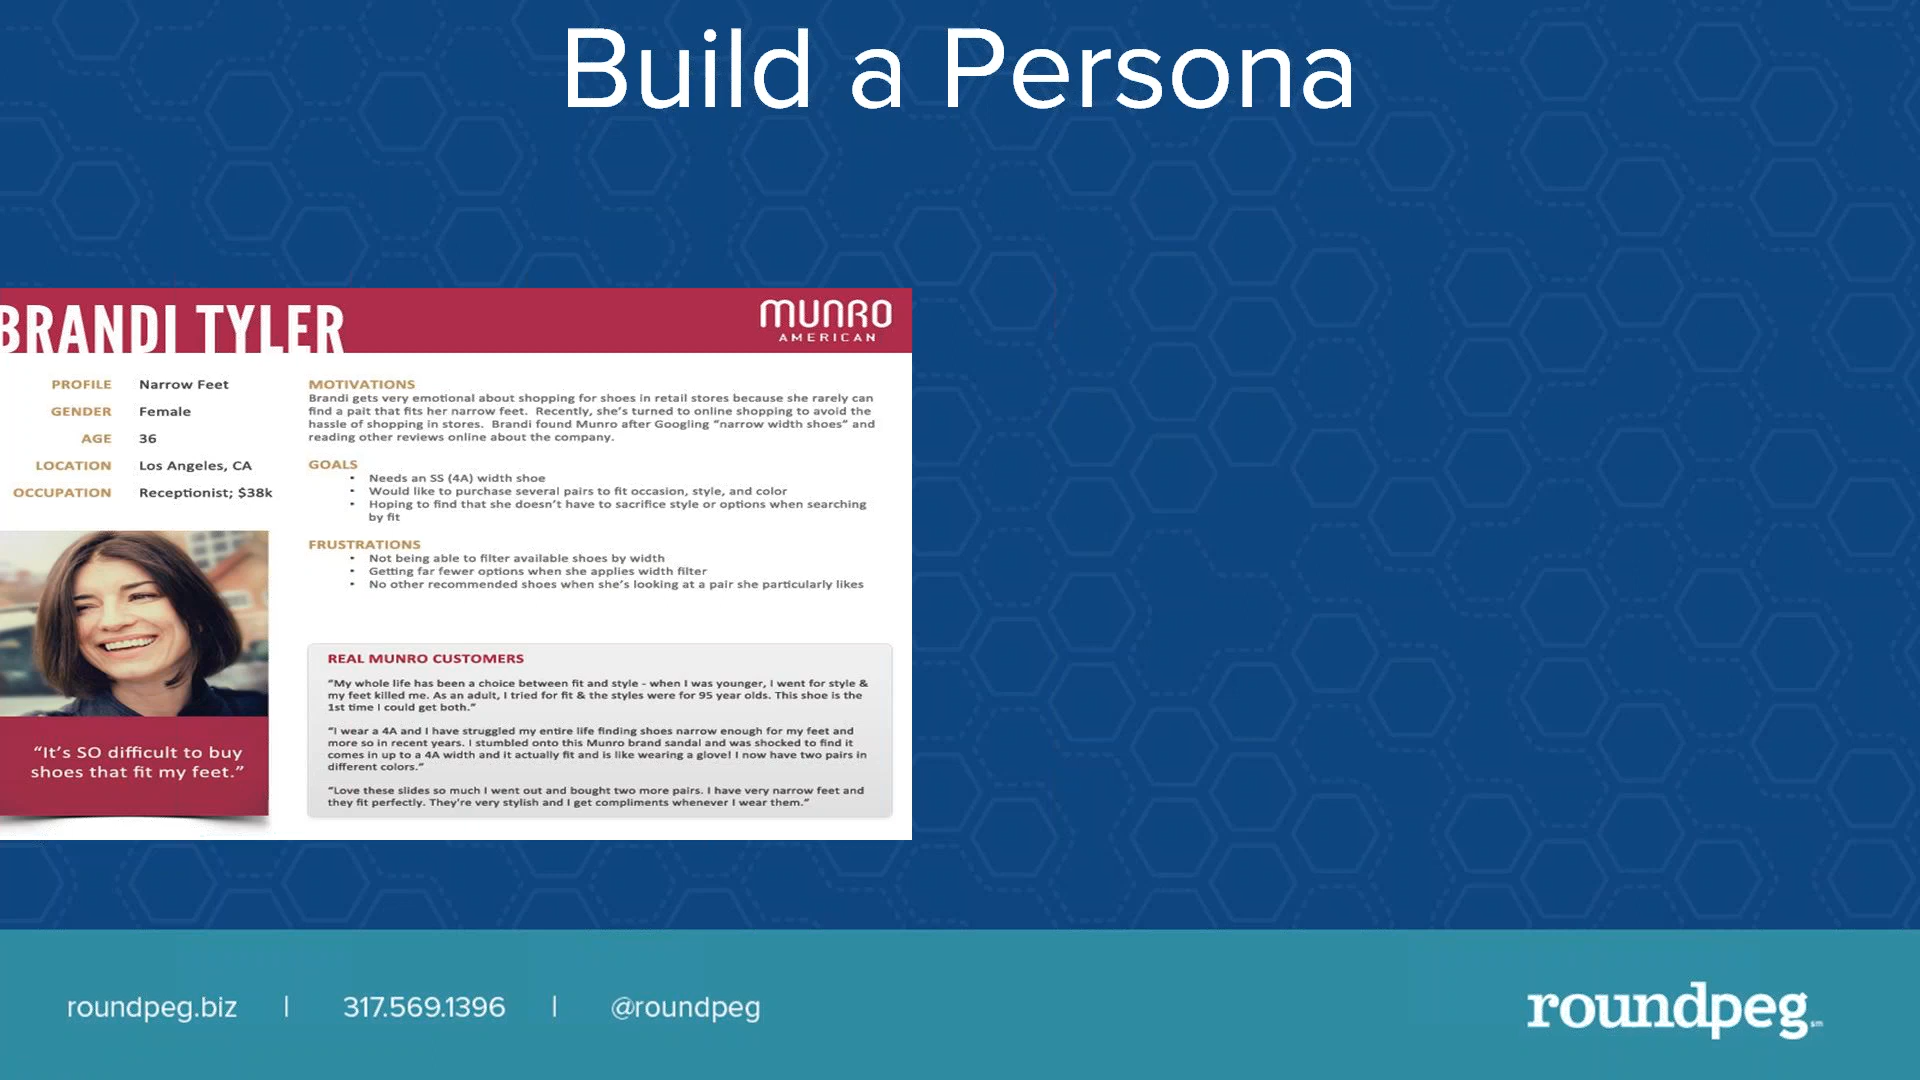 Build a Persona
BRANDI TYLER
MUNRO
AMERICAN
PROFILE Narrow Feet
GENDER Female
AGE 36
LOCATION Los Angeles, CA
OCCUPATION Receptionist; $38k
"It's SO difficult to buy
shoes that fit my feet."
MOTIVATIONS
Brandi gets very emotional about shopping for shoes in retail stores because she rarely can
find a pait that fits her narrow feet. Recently, she's turned to online shopping to avoid the
hassle of shopping in stores. Brandi found Munro after Googling "narrow width shoes" and
reading other reviews online about the company.
GOALS
• Needs an SS (4A) width shoe
• Would like to purchase several pairs to fit occasion, style, and color
• Hoping to find that she doesn't have to sacrifice style or options when searching
by fit
FRUSTRATIONS
• Not being able to filter available shoes by width
• Getting far fewer options when she applies width filter
• No other recommended shoes when she's looking at a pair she particularly likes
REAL MUNRO CUSTOMERS
"My whole life has been a choice between fit and style - when I was younger, I went for style &
my feet killed me. As an adult, I tried for fit & the styles were for 95 year olds. This shoe is the
1st time I could get both."
"I wear a 4A and I have struggled my entire life finding shoes narrow enough for my feet and
more so in recent years. I stumbled onto this Munro brand sandal and was shocked to find it
comes in up to a 4A width and it actually fit and is like wearing a glove! I now have two pairs in
different colors."
"Love these slides so much I went out and bought two more pairs. I have very narrow feet and
they fit perfectly. They're very stylish and I get compliments whenever I wear them."
roundpeg.biz | 317.569.1396 | @roundpeg
roundpeg℠